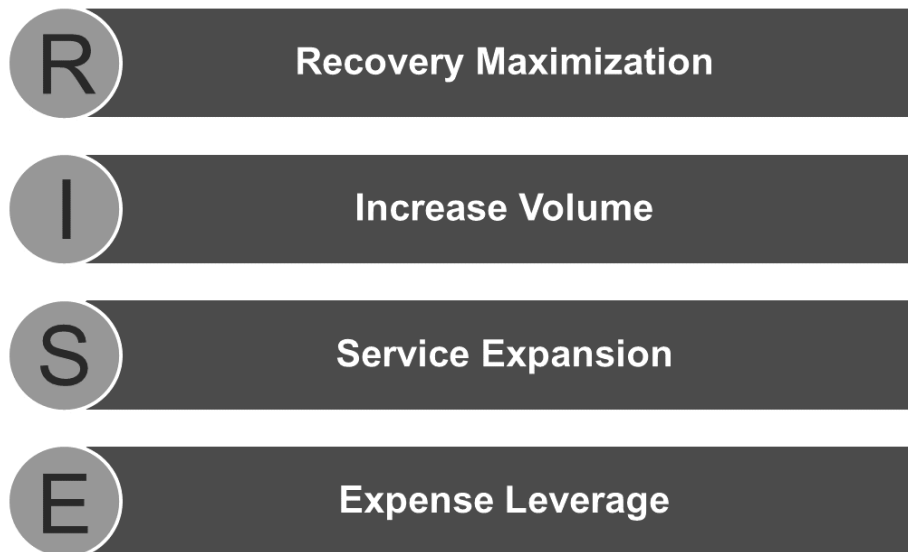 R Recovery Maximization
I Increase Volume
S Service Expansion
E Expense Leverage